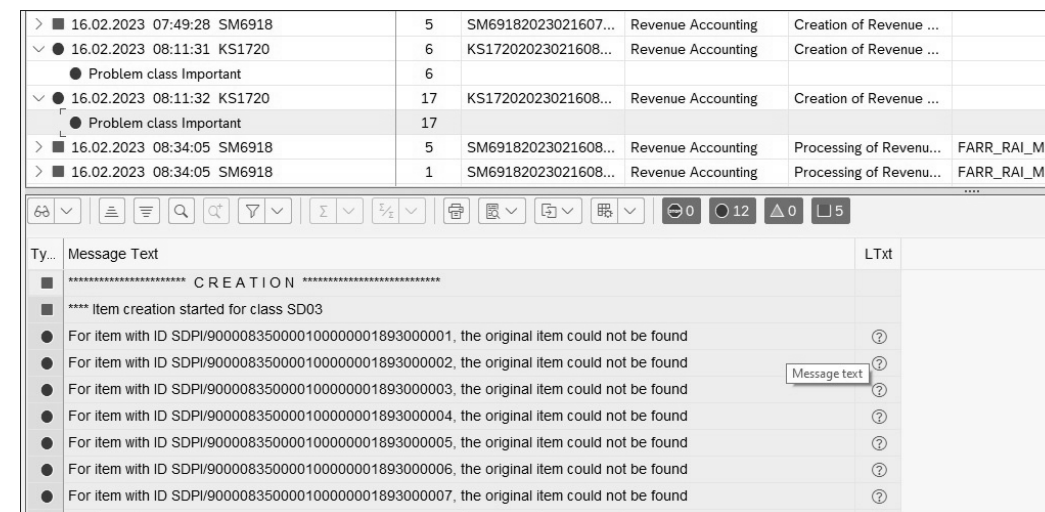 16.02.2023 07:49:28 SM6918 5 SM69182023021607... Revenue Accounting Creation of Revenue ...
16.02.2023 08:11:31 KS1720 6 KS17202023021608... Revenue Accounting Creation of Revenue ...
Problem class Important 6
16.02.2023 08:11:32 KS1720 17 KS17202023021608... Revenue Accounting Creation of Revenue ...
Problem class Important 17
16.02.2023 08:34:05 SM6918 5 SM69182023021608... Revenue Accounting Processing of Revenu... FARR_RAI_M
16.02.2023 08:34:05 SM6918 1 SM69182023021608... Revenue Accounting Processing of Revenu... FARR_RAI_M
0 12 0 5
Ty... Message Text LTxt
*********************** C R E A T I O N ***************************
**** Item creation started for class SD03
For item with ID SDPI/900008350000100000001893000001, the original item could not be found
For item with ID SDPI/900008350000100000001893000002, the original item could not be found
Message text
For item with ID SDPI/900008350000100000001893000003, the original item could not be found
For item with ID SDPI/900008350000100000001893000004, the original item could not be found
For item with ID SDPI/900008350000100000001893000005, the original item could not be found
For item with ID SDPI/900008350000100000001893000006, the original item could not be found
For item with ID SDPI/900008350000100000001893000007, the original item could not be found